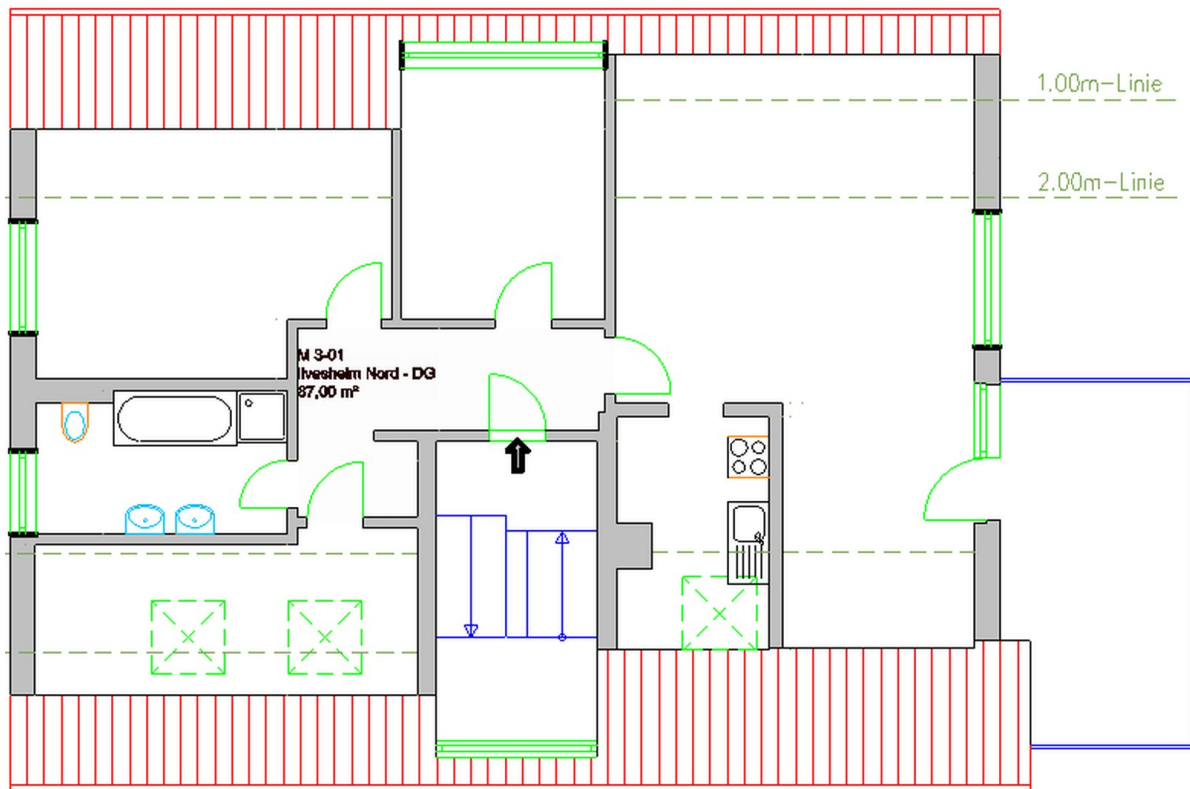 1.00m-Linie
2.00m-Linie
M 3-01
Ilvesheim Nord - DG
87,00 m²